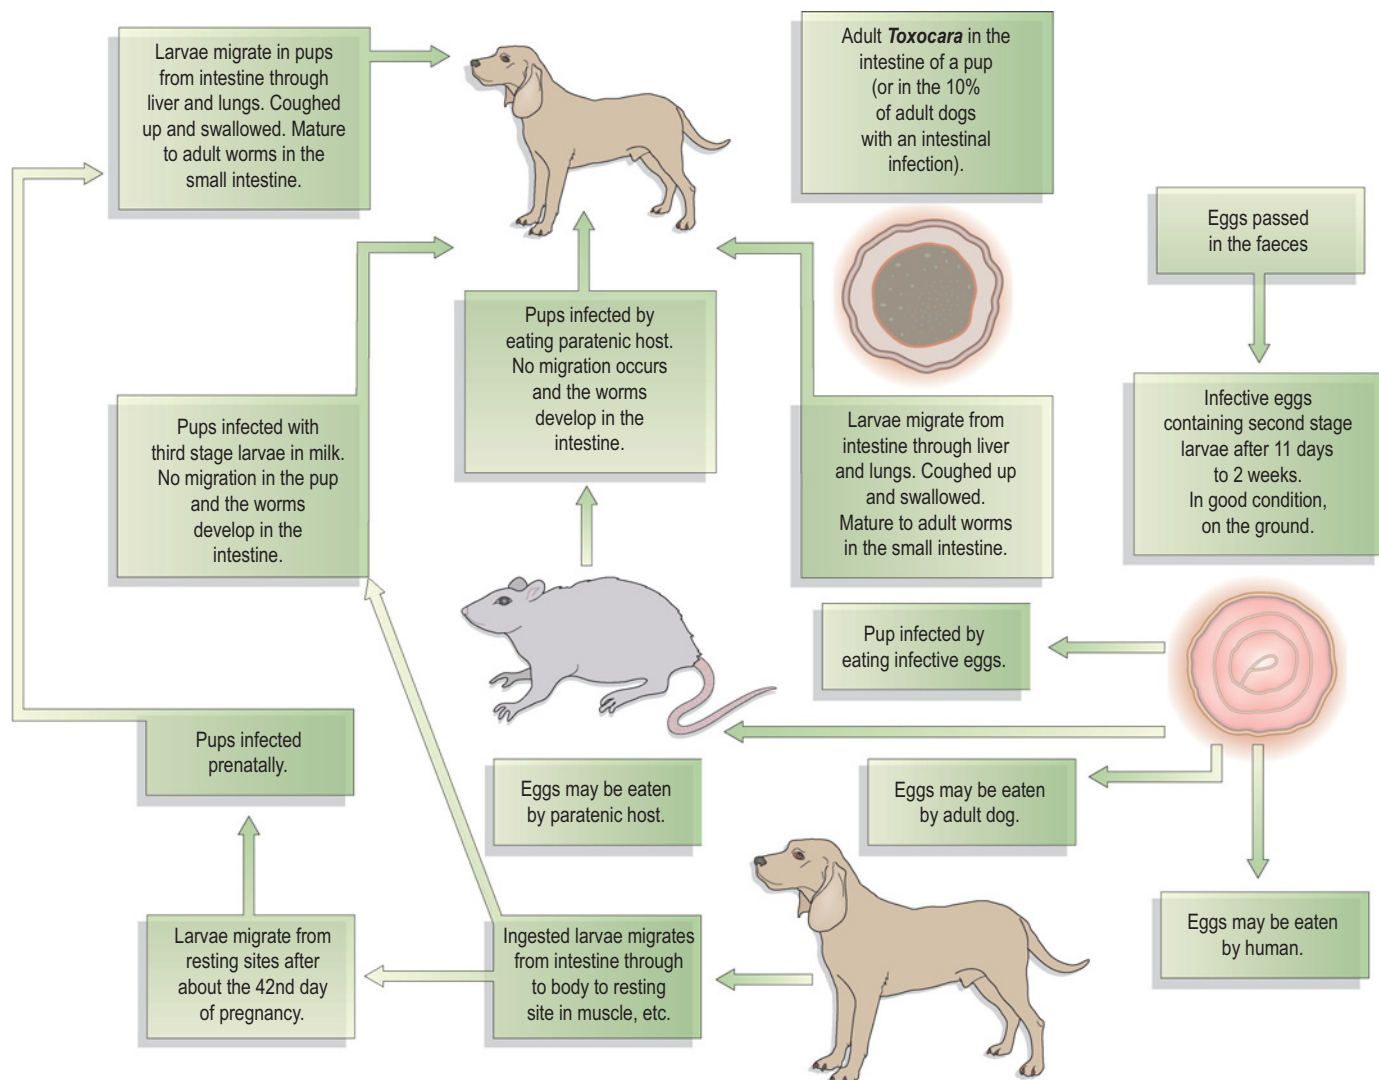 Larvae migrate in pups
from intestine through
liver and lungs. Coughed
up and swallowed. Mature
to adult worms in the
small intestine.
Adult Toxocara in the
intestine of a pup
(or in the 10%
of adult dogs
with an intestinal
infection).
Eggs passed
in the faeces
Pups infected by
eating paratenic host.
No migration occurs
and the worms
develop in the
intestine.
Pups infected with
third stage larvae in milk.
No migration in the pup
and the worms
develop in the
intestine.
Larvae migrate from
intestine through liver
and lungs. Coughed up
and swallowed.
Mature to adult worms
in the small intestine.
Infective eggs
containing second stage
larvae after 11 days
to 2 weeks.
In good condition,
on the ground.
Pup infected by
eating infective eggs.
Pups infected
prenatally.
Eggs may be eaten
by paratenic host.
Eggs may be eaten
by adult dog.
Eggs may be eaten
by human.
Larvae migrate from
resting sites after
about the 42nd day
of pregnancy.
Ingested larvae migrates
from intestine through
to body to resting
site in muscle, etc.